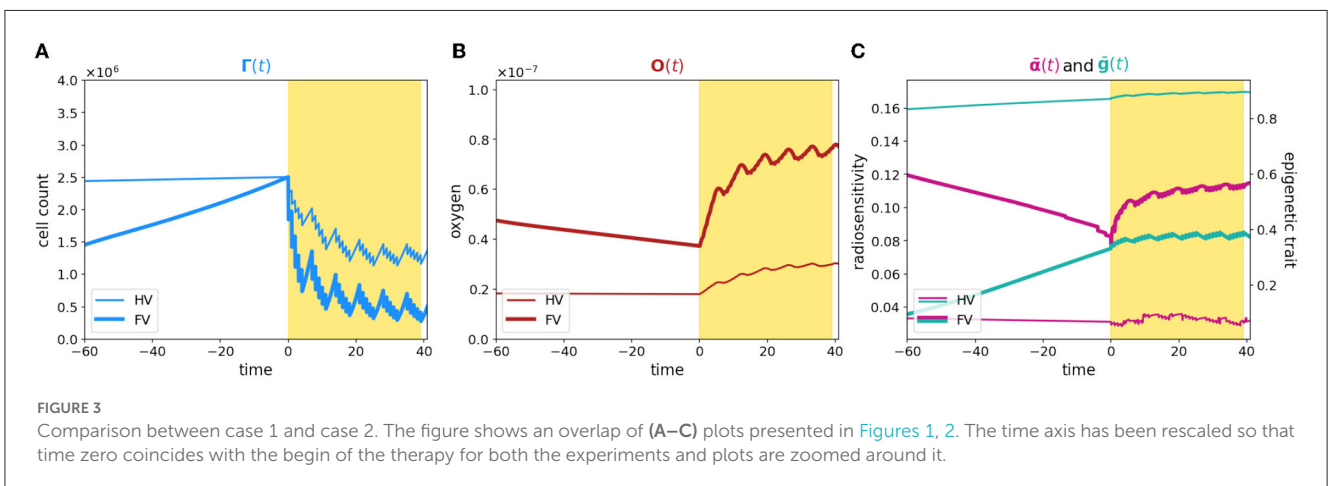 A
Γ(t)
×10⁶
4.0
3.5
3.0
2.5
2.0
1.5
1.0
0.5
0.0
cell count
HV
FV
−60 −40 −20 0 20 40
time
B
O(t)
×10⁻⁷
1.0
0.8
0.6
0.4
0.2
0.0
oxygen
HV
FV
−60 −40 −20 0 20 40
time
C
ᾱ(t) and ḡ(t)
0.16
0.14
0.12
0.10
0.08
0.06
0.04
radiosensitivity
0.8
0.6
0.4
0.2
epigenetic trait
HV
FV
−60 −40 −20 0 20 40
time
FIGURE 3
Comparison between case 1 and case 2. The figure shows an overlap of (A–C) plots presented in Figures 1, 2. The time axis has been rescaled so that
time zero coincides with the begin of the therapy for both the experiments and plots are zoomed around it.